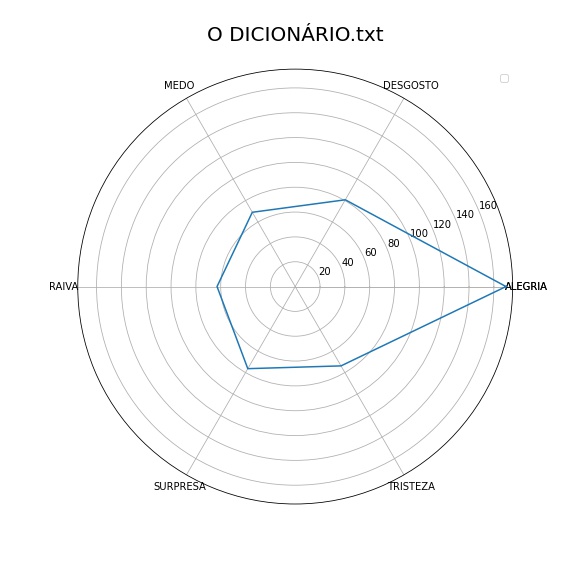 O DICIONÁRIO.txt
MEDO
DESGOSTO
160
140
120
100
80
60
40
20
RAIVA
ALEGRIA
SURPRESA
TRISTEZA